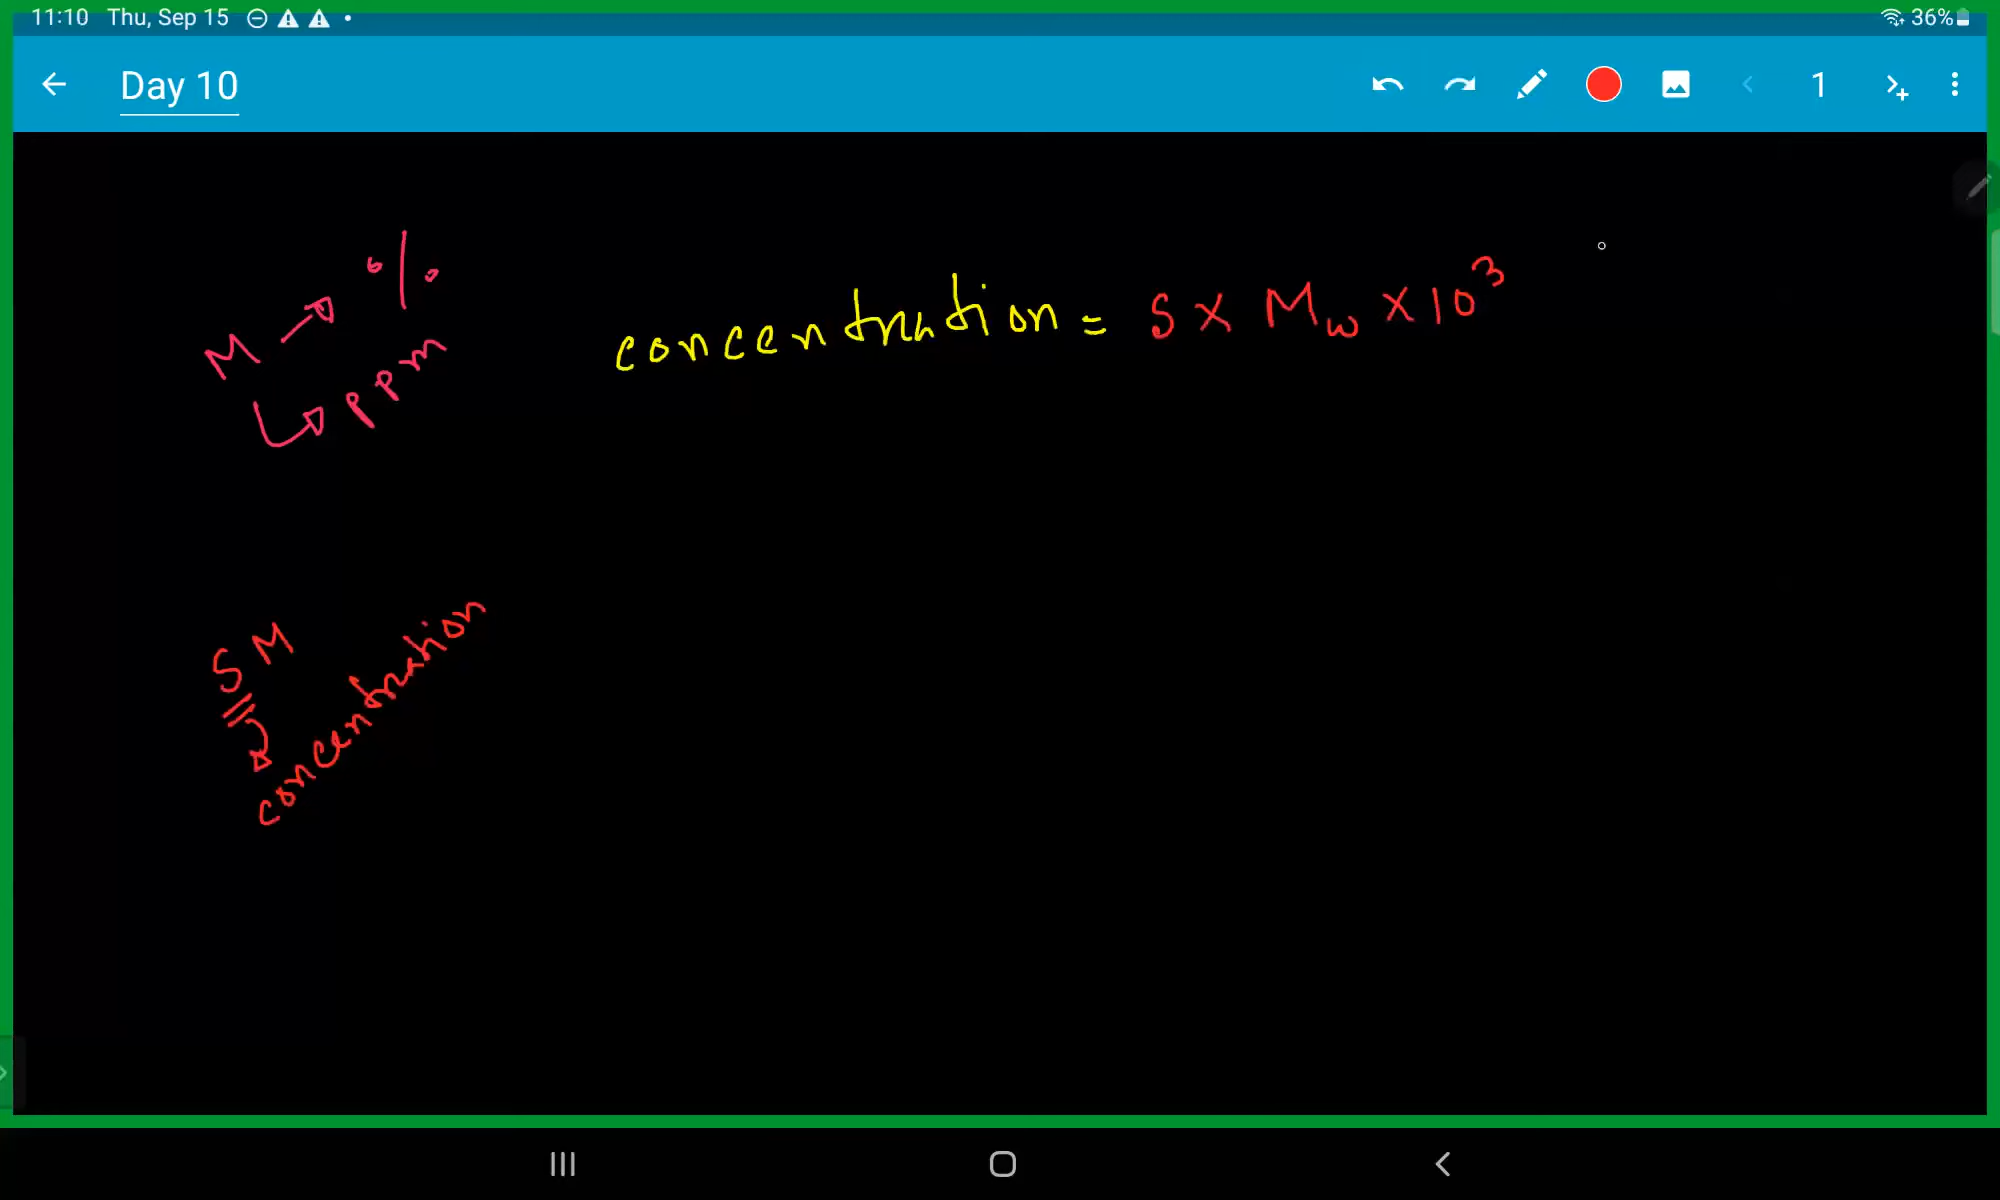 11:10 Thu, Sep 15 36%
Day 10 1
M → %
↳ ppm
concentration = S × Mw × 10³
S M
concentration